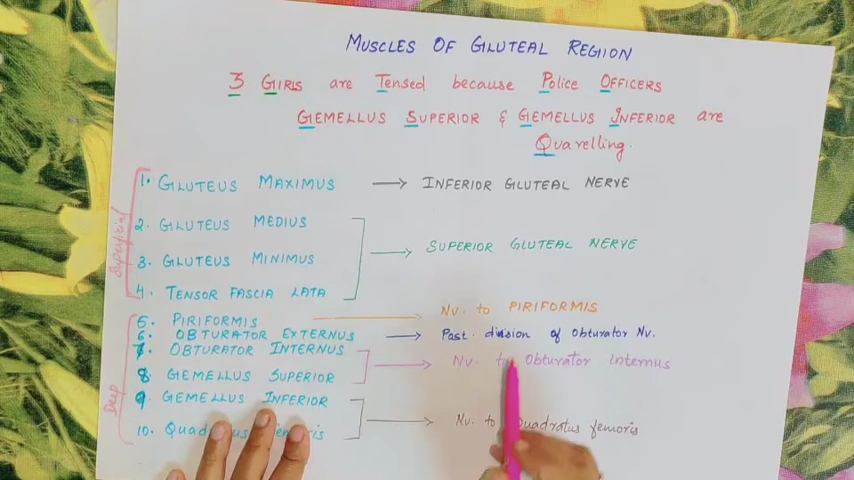 MUSCLES OF GLUTEAL REGION
3 GIRLS are Tensed because Police OFFICERS
GEMELLUS SUPERIOR & GEMELLUS INFERIOR are
Quarelling.
Superficial
1. GLUTEUS MAXIMUS → INFERIOR GLUTEAL NERVE
2. GLUTEUS MEDIUS
3. GLUTEUS MINIMUS → SUPERIOR GLUTEAL NERVE
4. TENSOR FASCIA LATA
Deep
5. PIRIFORMIS → Nv. to PIRIFORMIS
6. OBTURATOR EXTERNUS → Post. division of Obturator Nv.
7. OBTURATOR INTERNUS
8. GEMELLUS SUPERIOR → Nv. to Obturator internus
9. GEMELLUS INFERIOR
10. → Nv. to Quadratus femoris